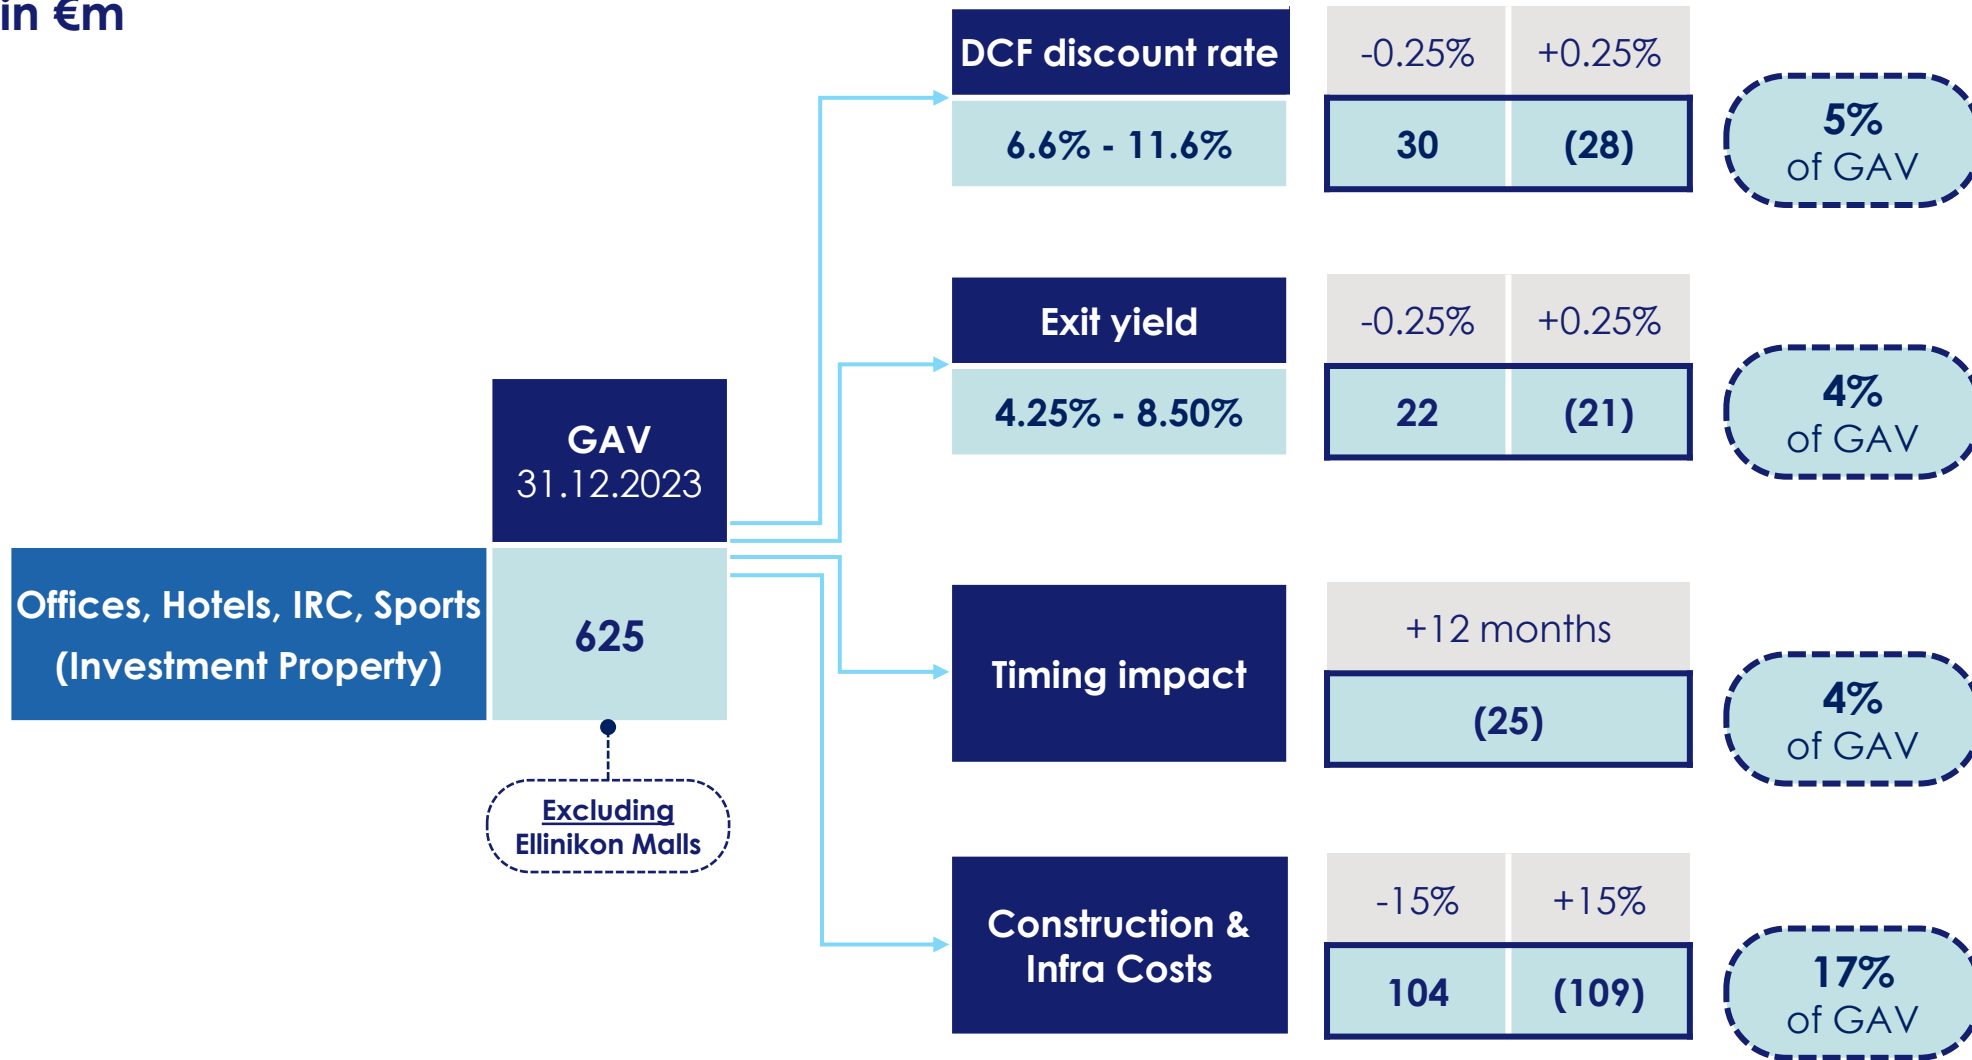 in €m
DCF discount rate
-0.25% +0.25%
6.6% - 11.6%
30 (28)
5%
of GAV
Exit yield
-0.25% +0.25%
4.25% - 8.50%
22 (21)
4%
of GAV
GAV
31.12.2023
Offices, Hotels, IRC, Sports
(Investment Property)
625
Excluding
Ellinikon Malls
Timing impact
+12 months
(25)
4%
of GAV
Construction &
Infra Costs
-15% +15%
104 (109)
17%
of GAV